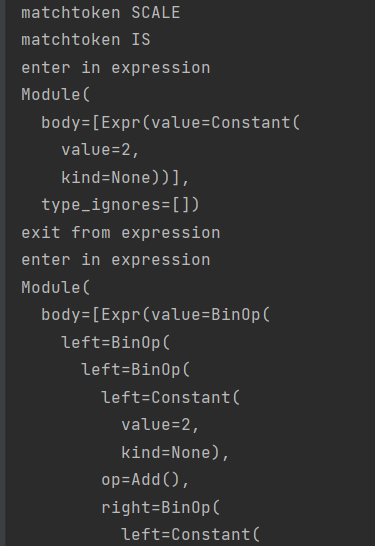 matchtoken SCALE
matchtoken IS
enter in expression
Module(
  body=[Expr(value=Constant(
    value=2,
    kind=None))],
  type_ignores=[])
exit from expression
enter in expression
Module(
  body=[Expr(value=BinOp(
    left=BinOp(
      left=BinOp(
        left=Constant(
          value=2,
          kind=None),
        op=Add(),
        right=BinOp(
          left=Constant(